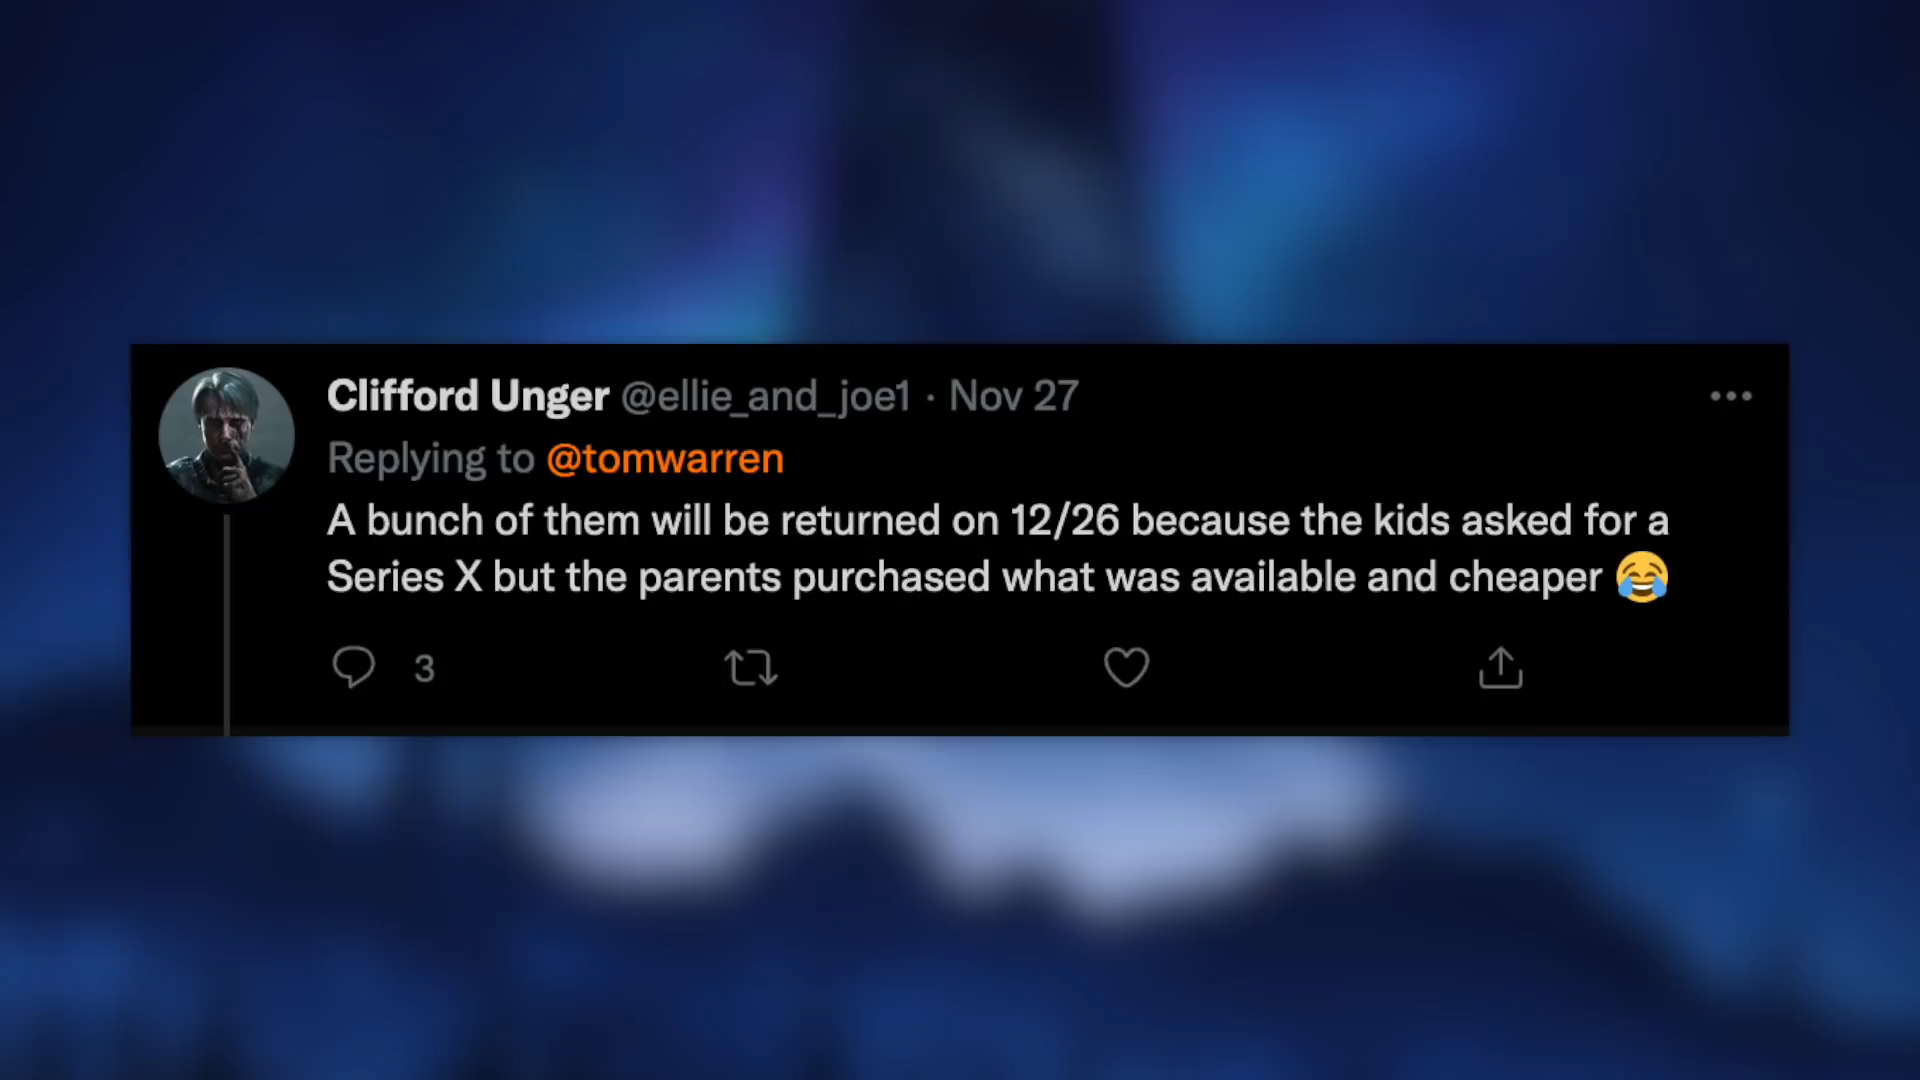 Clifford Unger @ellie_and_joe1 · Nov 27
Replying to @tomwarren
A bunch of them will be returned on 12/26 because the kids asked for a
Series X but the parents purchased what was available and cheaper 😂
3